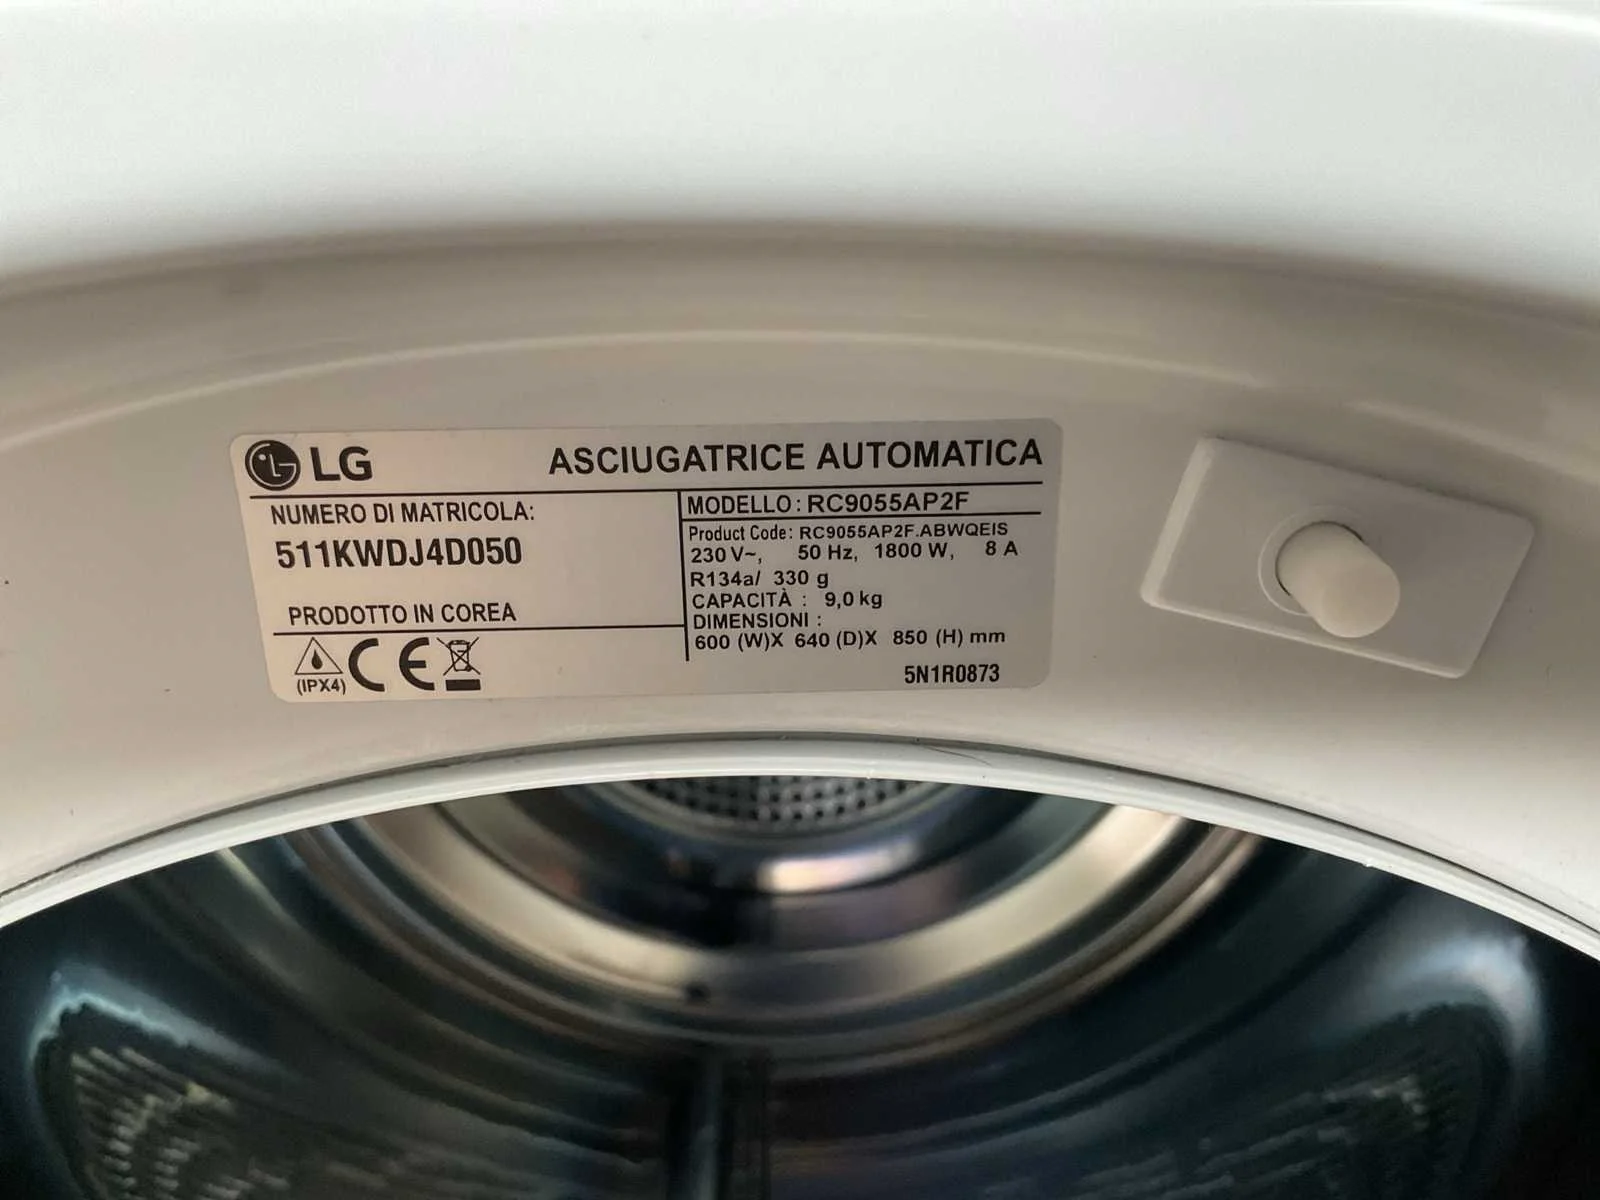 LG ASCIUGATRICE AUTOMATICA
NUMERO DI MATRICOLA:
511KWDJ4D050
PRODOTTO IN COREA
(IPX4) CE
MODELLO : RC9055AP2F
Product Code : RC9055AP2F.ABWQEIS
230 V~, 50 Hz, 1800 W, 8 A
R134a/ 330 g
CAPACITÀ : 9,0 kg
DIMENSIONI :
600 (W)X 640 (D)X 850 (H) mm
5N1R0873